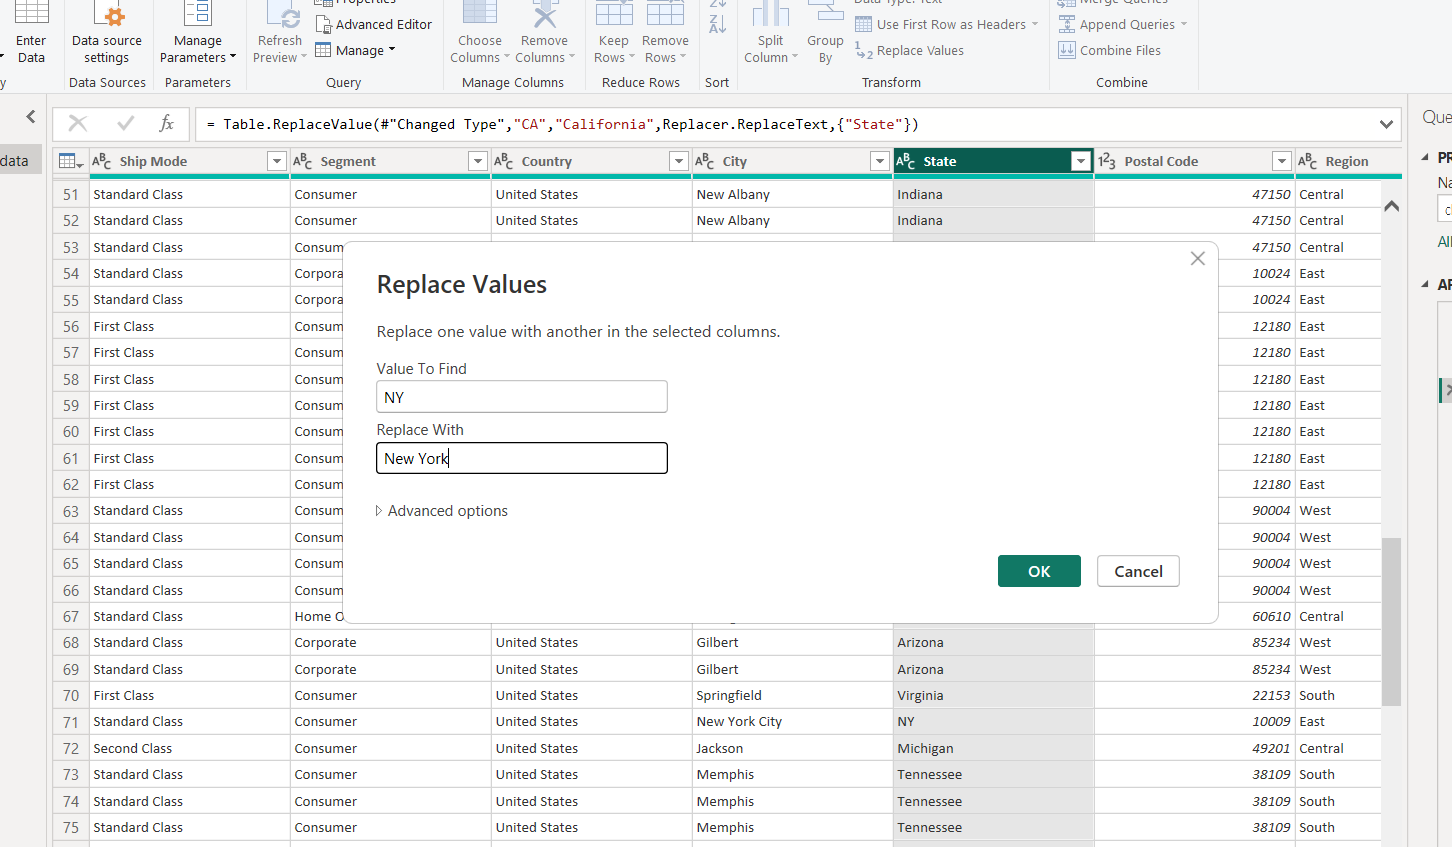 Properties
Data Type: Text
Merge Queries
Enter Data
Data source settings
Manage Parameters
Refresh Preview
Advanced Editor
Manage
Choose Columns
Remove Columns
Keep Rows
Remove Rows
Split Column
Group By
Use First Row as Headers
Replace Values
Append Queries
Combine Files
y
Data Sources
Parameters
Query
Manage Columns
Reduce Rows
Sort
Transform
Combine
fx
= Table.ReplaceValue(#"Changed Type","CA","California",Replacer.ReplaceText,{"State"})
Que
data
ABC Ship Mode ABC Segment ABC Country ABC City ABC State 123 Postal Code ABC Region
PR
Na
c
All
AP
51 Standard Class Consumer United States New Albany Indiana 47150 Central
52 Standard Class Consumer United States New Albany Indiana 47150 Central
53 Standard Class Consum 47150 Central
54 Standard Class Corpora 10024 East
55 Standard Class Corpora 10024 East
56 First Class Consum 12180 East
57 First Class Consum 12180 East
58 First Class Consum 12180 East
59 First Class Consum 12180 East
60 First Class Consum 12180 East
61 First Class Consum 12180 East
62 First Class Consum 12180 East
63 Standard Class Consum 90004 West
64 Standard Class Consum 90004 West
65 Standard Class Consum 90004 West
66 Standard Class Consum 90004 West
67 Standard Class Home O 60610 Central
68 Standard Class Corporate United States Gilbert Arizona 85234 West
69 Standard Class Corporate United States Gilbert Arizona 85234 West
70 First Class Consumer United States Springfield Virginia 22153 South
71 Standard Class Consumer United States New York City NY 10009 East
72 Second Class Consumer United States Jackson Michigan 49201 Central
73 Standard Class Consumer United States Memphis Tennessee 38109 South
74 Standard Class Consumer United States Memphis Tennessee 38109 South
75 Standard Class Consumer United States Memphis Tennessee 38109 South
Replace Values
Replace one value with another in the selected columns.
Value To Find
NY
Replace With
New York
Advanced options
OK
Cancel